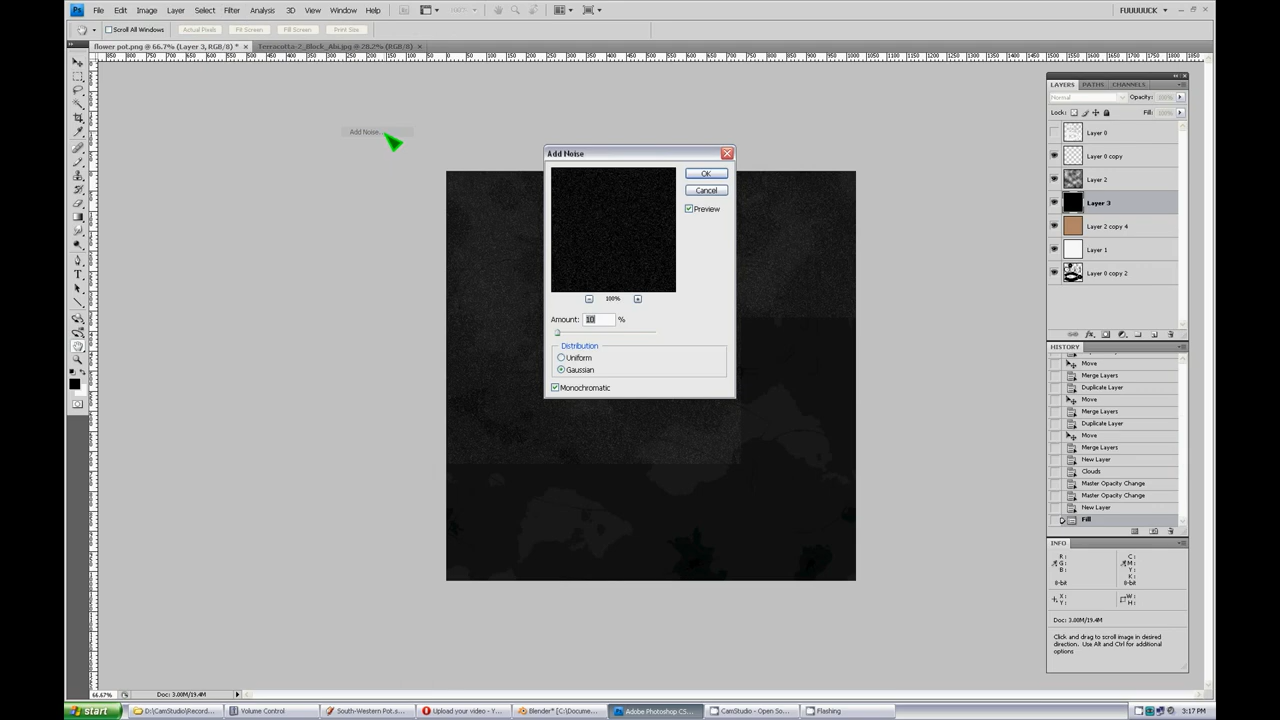 Ps File Edit Image Layer Select Filter Analysis 3D View Window Help FUUUUUCK
Scroll All Windows Actual Pixels Fit Screen Fill Screen Print Size
flower pot.png @ 66.7% (Layer 3, RGB/8) * Terracotta-2_Block_Abi.jpg @ 28.2% (RGB/8)
LAYERS PATHS CHANNELS
Normal Opacity: 100%
Lock: Fill: 100%
Layer 0
Layer 0 copy
Layer 2
Layer 3
Layer 2 copy 4
Layer 1
Layer 0 copy 2
Add Noise...
Add Noise
OK
Cancel
Preview
100%
Amount: 10 %
Distribution
Uniform
Gaussian
Monochromatic
HISTORY
Move
Merge Layers
Duplicate Layer
Move
Merge Layers
Duplicate Layer
Move
Merge Layers
New Layer
Clouds
Master Opacity Change
Master Opacity Change
New Layer
Fill
INFO
R: C:
G: M:
B: Y:
K:
8-bit 8-bit
X: W:
Y: H:
Doc: 3.00M/19.4M
Click and drag to scroll image in desired
direction. Use Alt and Ctrl for additional
options
66.67% Doc: 3.00M/19.4M
start D:\CamStudio\Record... Volume Control South-Western Pot.s... Upload your video - Y... Blender* [C:\Docume... Adobe Photoshop CS... CamStudio - Open So... Flashing 3:17 PM